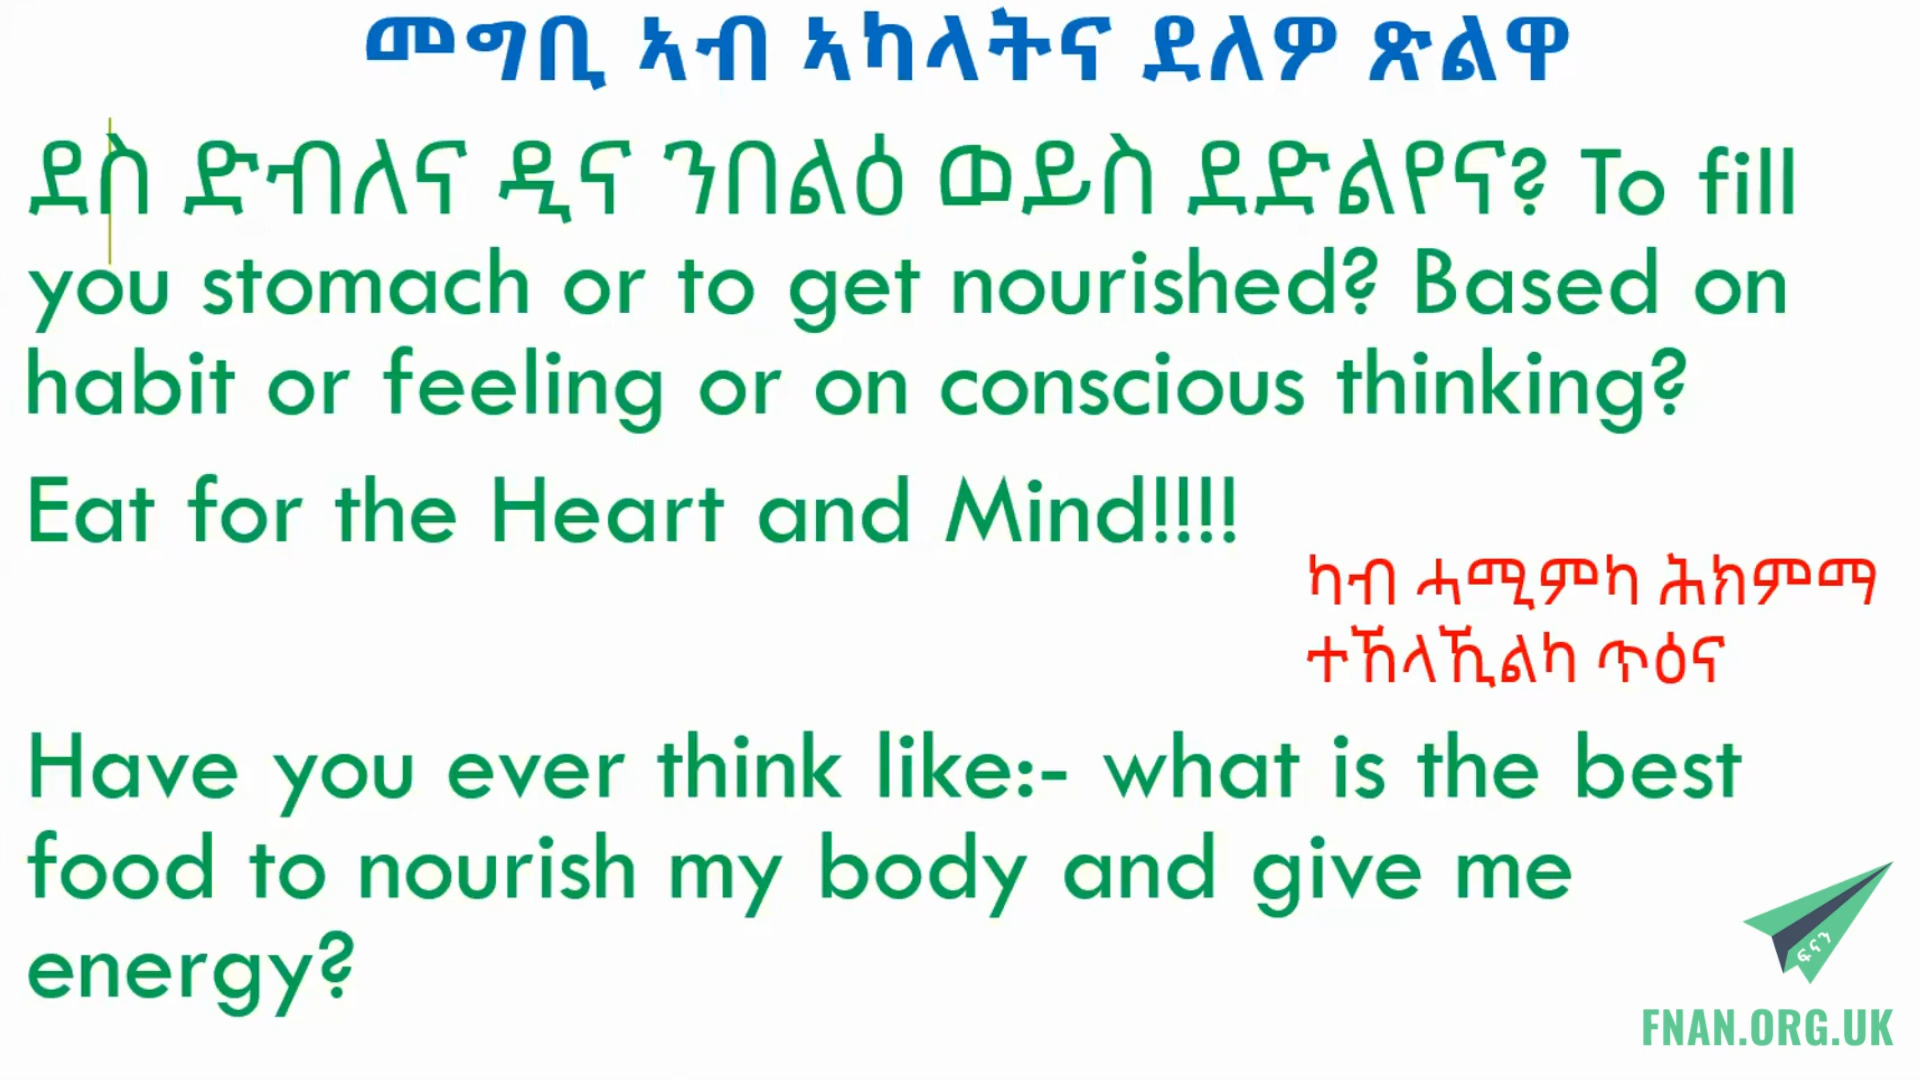 መግቢ ኣብ ኣካላትና ደለዎ ጽልዋ
ደስ ድብለና ዲና ንበልዕ ወይስ ደድልየና? To fill
you stomach or to get nourished? Based on
habit or feeling or on conscious thinking?
Eat for the Heart and Mind!!!!
ካብ ሓሚምካ ሕክምማ
ተኸላኺልካ ጥዕና
Have you ever think like:- what is the best
food to nourish my body and give me
energy?
ፍናን
FNAN.ORG.UK